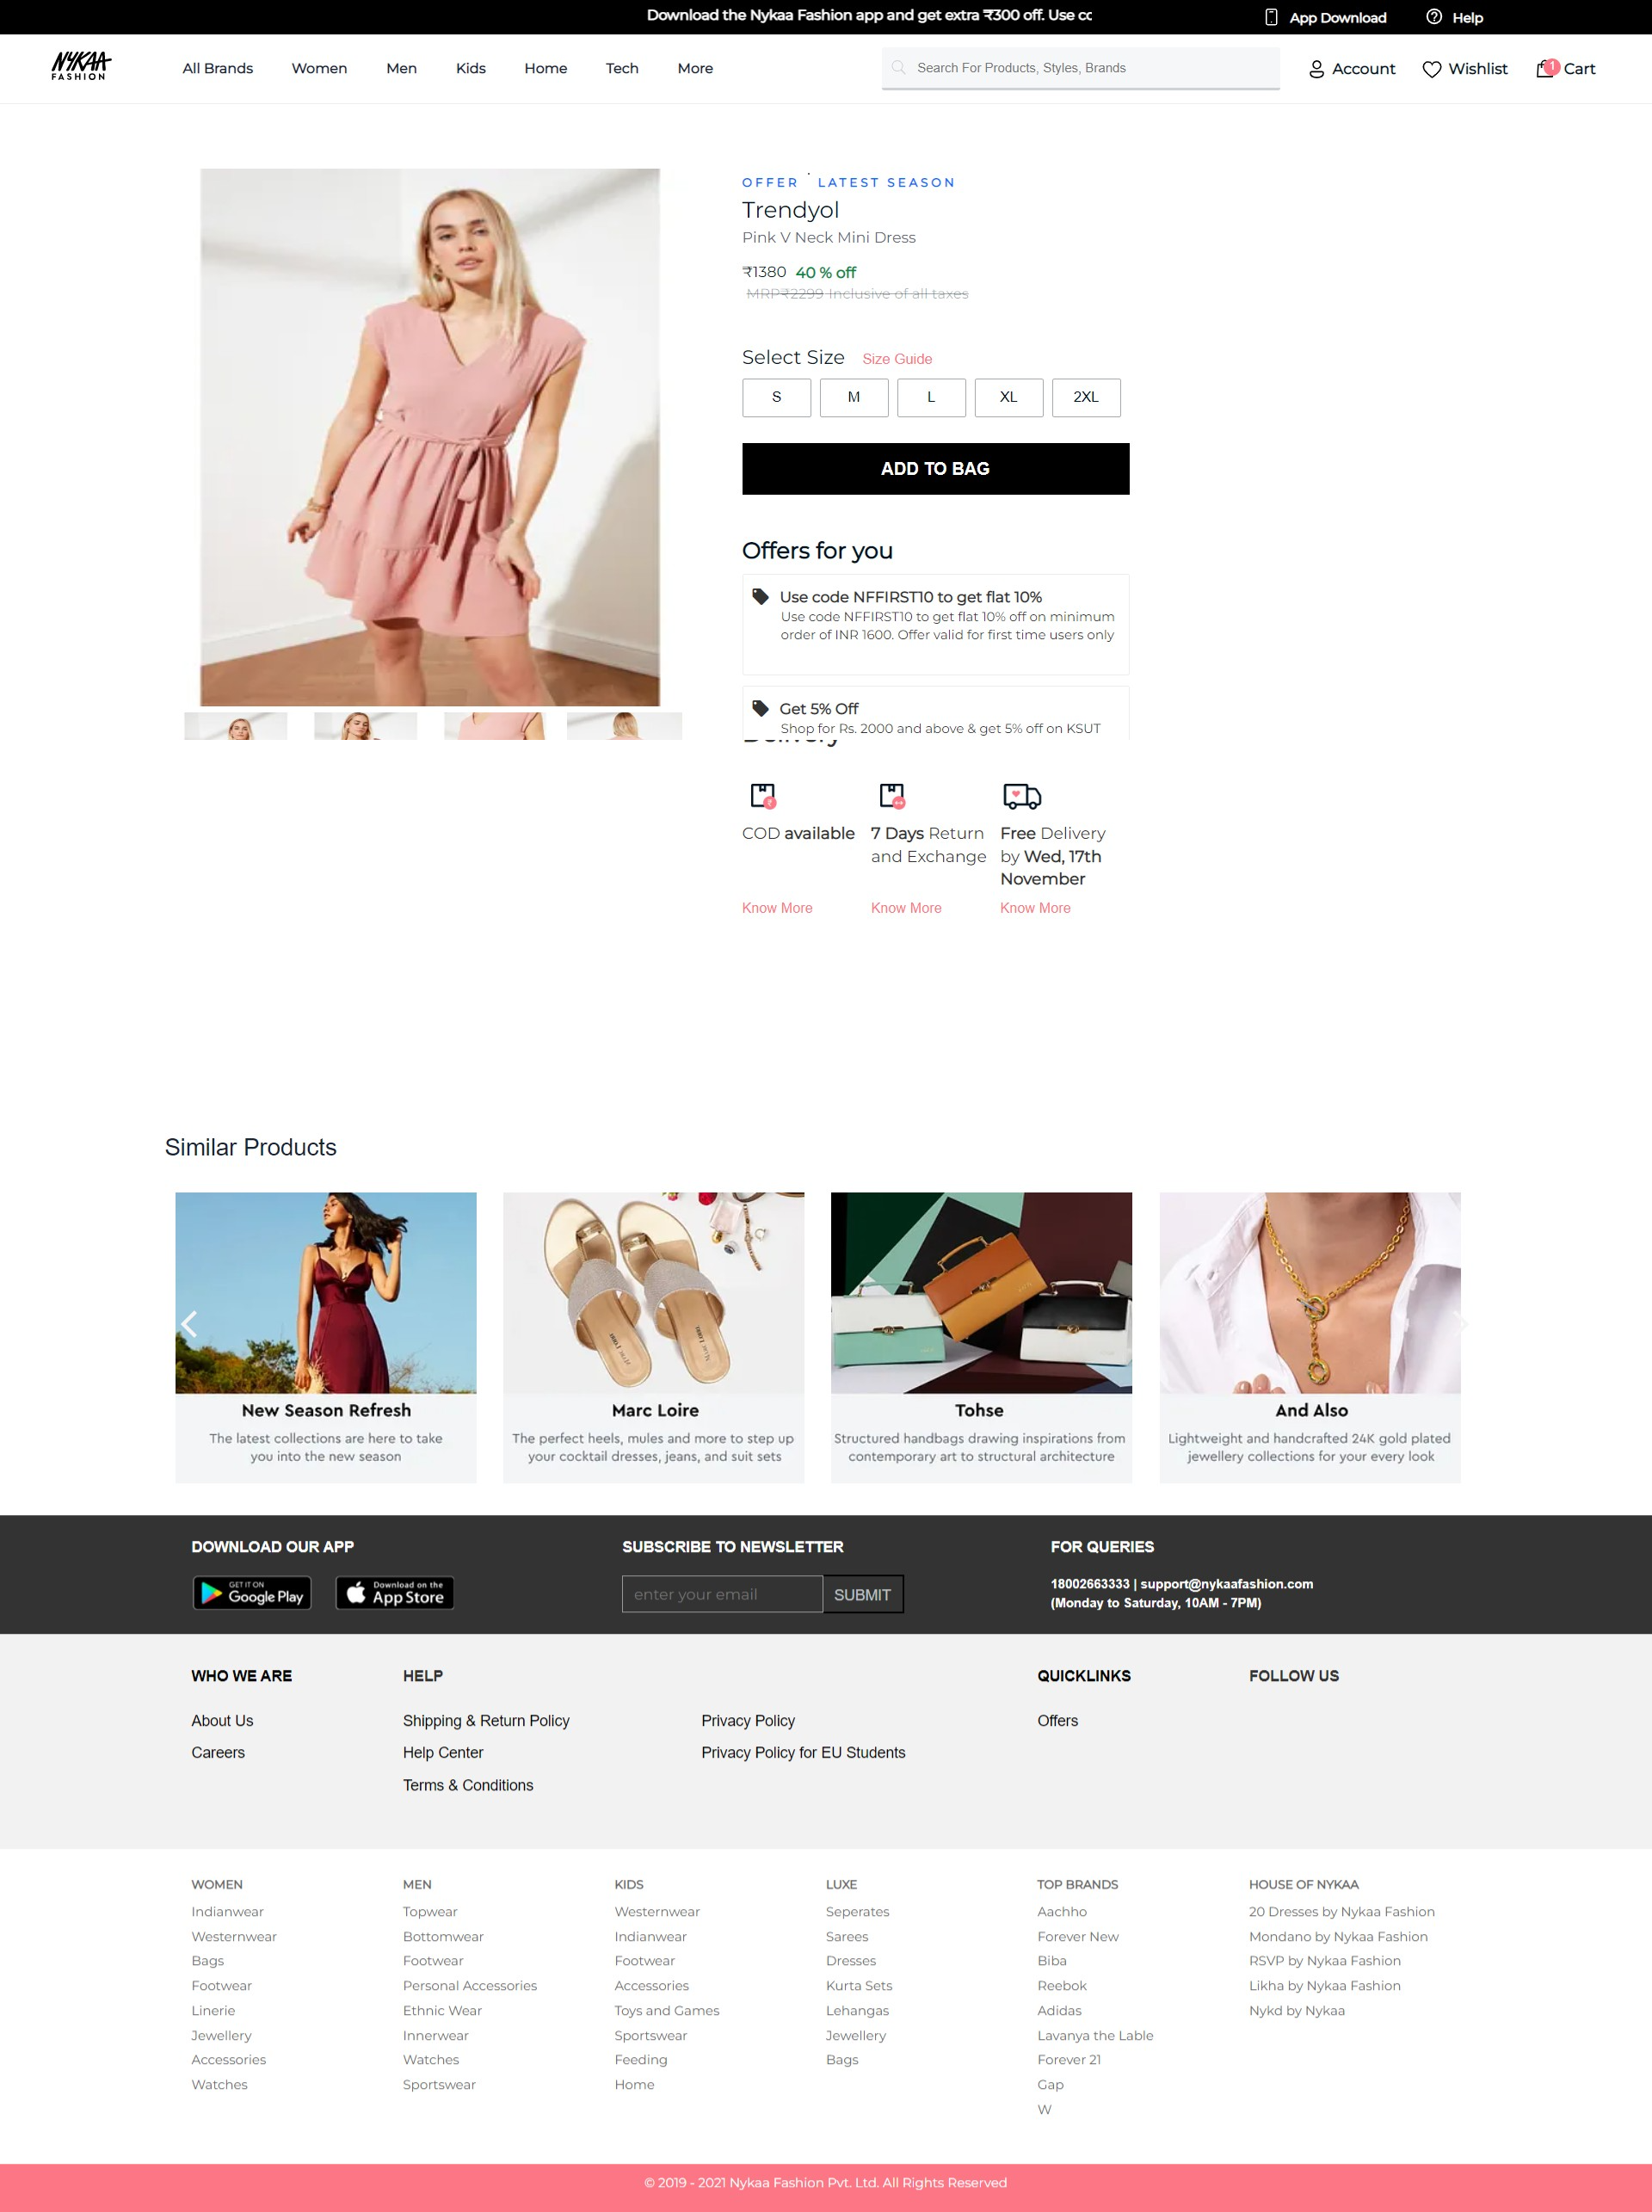 Download the Nykaa Fashion app and get extra ₹300 off. Use co
App Download
Help
NYKAA
FASHION
All Brands
Women
Men
Kids
Home
Tech
More
Search For Products, Styles, Brands
Account
Wishlist
1
Cart
OFFER
LATEST SEASON
Trendyol
Pink V Neck Mini Dress
₹1380 40 % off
MRP₹2299 Inclusive of all taxes
Select Size Size Guide
S M L XL 2XL
ADD TO BAG
Offers for you
Use code NFFIRST10 to get flat 10%
Use code NFFIRST10 to get flat 10% off on minimum
order of INR 1600. Offer valid for first time users only
Get 5% Off
Shop for Rs. 2000 and above & get 5% off on KSUT
Delivery
COD available
Know More
7 Days Return
and Exchange
Know More
Free Delivery
by Wed, 17th
November
Know More
Similar Products
New Season Refresh
The latest collections are here to take
you into the new season
Marc Loire
The perfect heels, mules and more to step up
your cocktail dresses, jeans, and suit sets
Tohse
Structured handbags drawing inspirations from
contemporary art to structural architecture
And Also
Lightweight and handcrafted 24K gold plated
jewellery collections for your every look
DOWNLOAD OUR APP
GET IT ON
Google Play
Download on the
App Store
SUBSCRIBE TO NEWSLETTER
enter your email
SUBMIT
FOR QUERIES
18002663333 | support@nykaafashion.com
(Monday to Saturday, 10AM - 7PM)
WHO WE ARE
About Us
Careers
HELP
Shipping & Return Policy
Help Center
Terms & Conditions
Privacy Policy
Privacy Policy for EU Students
QUICKLINKS
Offers
FOLLOW US
WOMEN
Indianwear
Westernwear
Bags
Footwear
Linerie
Jewellery
Accessories
Watches
MEN
Topwear
Bottomwear
Footwear
Personal Accessories
Ethnic Wear
Innerwear
Watches
Sportswear
KIDS
Westernwear
Indianwear
Footwear
Accessories
Toys and Games
Sportswear
Feeding
Home
LUXE
Seperates
Sarees
Dresses
Kurta Sets
Lehangas
Jewellery
Bags
TOP BRANDS
Aachho
Forever New
Biba
Reebok
Adidas
Lavanya the Lable
Forever 21
Gap
W
HOUSE OF NYKAA
20 Dresses by Nykaa Fashion
Mondano by Nykaa Fashion
RSVP by Nykaa Fashion
Likha by Nykaa Fashion
Nykd by Nykaa
© 2019 - 2021 Nykaa Fashion Pvt. Ltd. All Rights Reserved